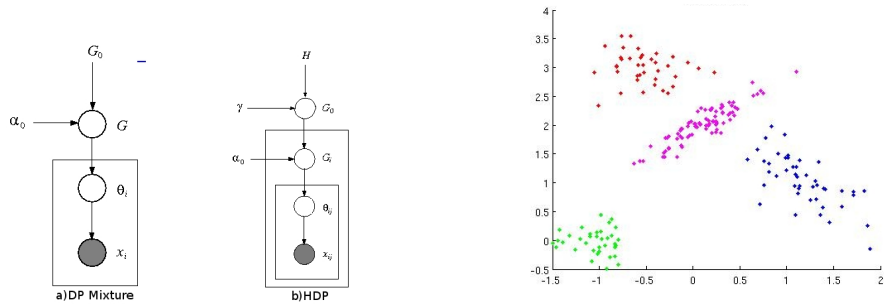 G₀
α₀
G
θᵢ
xᵢ
a)DP Mixture
H
γ
G₀
α₀
Gᵢ
θᵢⱼ
xᵢⱼ
b)HDP
4
3.5
3
2.5
2
1.5
1
0.5
0
-0.5
-1.5 -1 -0.5 0 0.5 1 1.5 2